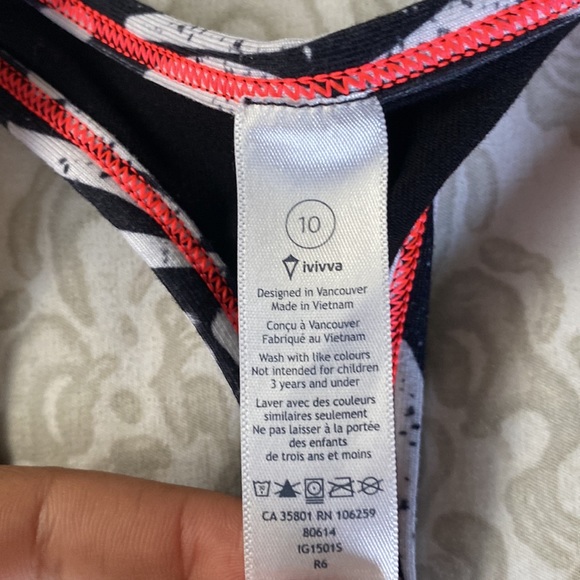 10
ivivva
Designed in Vancouver
Made in Vietnam
Conçu à Vancouver
Fabriqué au Vietnam
Wash with like colours
Not intended for children
3 years and under
Laver avec des couleurs
similaires seulement
Ne pas laisser à la portée
des enfants
de trois ans et moins
CA 35801 RN 106259
80614
IG1501S
R6